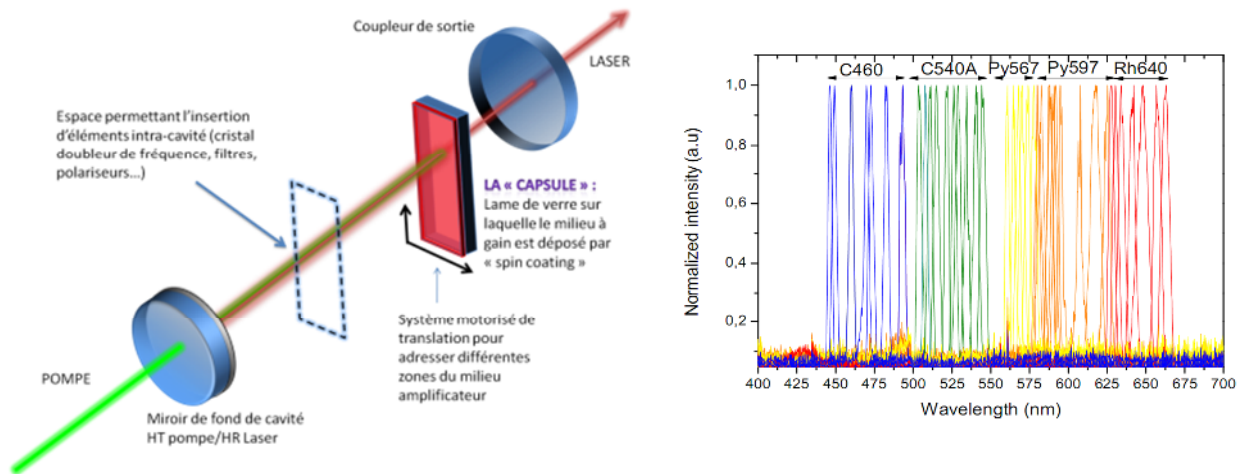 Coupleur de sortie
LASER
Espace permettant l'insertion
d'éléments intra-cavité (cristal
doubleur de fréquence, filtres,
polariseurs...)
LA « CAPSULE » :
Lame de verre sur
laquelle le milieu à
gain est déposé par
« spin coating »
Système motorisé de
translation pour
adresser différentes
zones du milieu
amplificateur
POMPE
Miroir de fond de cavité
HT pompe/HR Laser
C460 C540A Py567 Py597 Rh640
1,0
0,8
0,6
0,4
0,2
Normalized intensity (a.u)
400 425 450 475 500 525 550 575 600 625 650 675 700
Wavelength (nm)